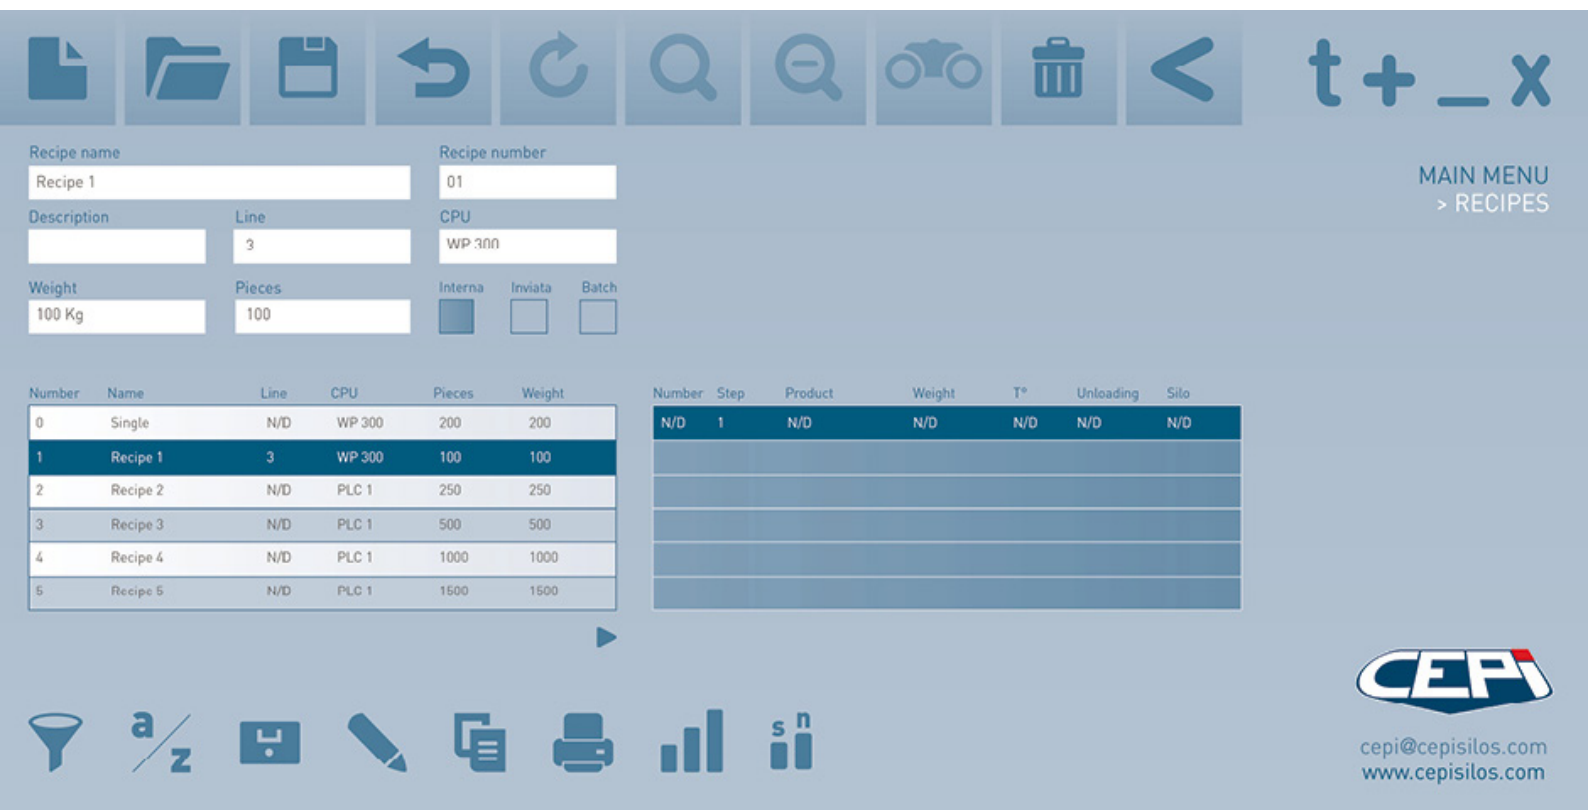 t + _ x
Recipe name Recipe number
Recipe 1 01
MAIN MENU
> RECIPES
Description Line CPU
3 WP 300
Weight Pieces Interna Inviata Batch
100 Kg 100
Number Name Line CPU Pieces Weight
0 Single N/D WP 300 200 200
1 Recipe 1 3 WP 300 100 100
2 Recipe 2 N/D PLC 1 250 250
3 Recipe 3 N/D PLC 1 500 500
4 Recipe 4 N/D PLC 1 1000 1000
5 Recipe 5 N/D PLC 1 1500 1500
Number Step Product Weight T° Unloading Silo
N/D 1 N/D N/D N/D N/D N/D
a/z
s n
CEPi
cepi@cepisilos.com
www.cepisilos.com